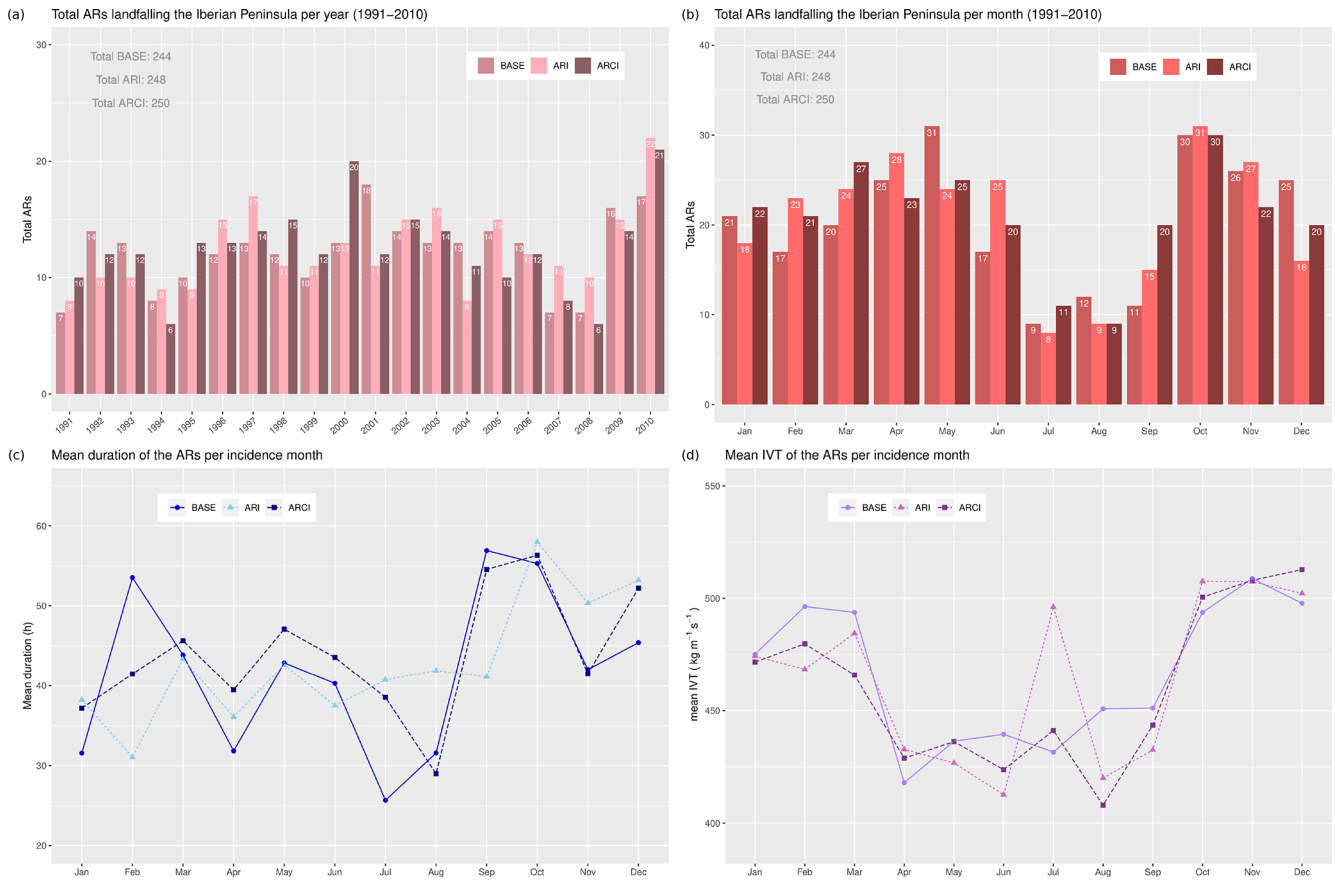 (a) Total ARs landfalling the Iberian Peninsula per year (1991−2010)
Total BASE: 244
Total ARI: 248
Total ARCI: 250
BASE ARI ARCI
Total ARs
30
20
10
0
7 8 10 14 10 12 13 10 12 8 9 6 10 9 13 12 15 13 13 17 14 12 11 15 10 11 12 13 13 20 18 11 12 14 15 15 13 16 14 13 8 11 14 15 10 13 12 12 7 11 8 7 10 6 16 15 14 17 22 21
1991 1992 1993 1994 1995 1996 1997 1998 1999 2000 2001 2002 2003 2004 2005 2006 2007 2008 2009 2010
(b) Total ARs landfalling the Iberian Peninsula per month (1991−2010)
Total BASE: 244
Total ARI: 248
Total ARCI: 250
BASE ARI ARCI
Total ARs
40
30
20
10
0
21 18 22 17 23 21 20 24 27 25 28 23 31 24 25 17 25 20 9 8 11 12 9 9 11 15 20 30 31 30 26 27 22 25 16 20
Jan Feb Mar Apr May Jun Jul Aug Sep Oct Nov Dec
(c) Mean duration of the ARs per incidence month
BASE ARI ARCI
Mean duration (h)
60
50
40
30
20
Jan Feb Mar Apr May Jun Jul Aug Sep Oct Nov Dec
(d) Mean IVT of the ARs per incidence month
BASE ARI ARCI
mean IVT ( kg m⁻¹ s⁻¹ )
550
500
450
400
Jan Feb Mar Apr May Jun Jul Aug Sep Oct Nov Dec